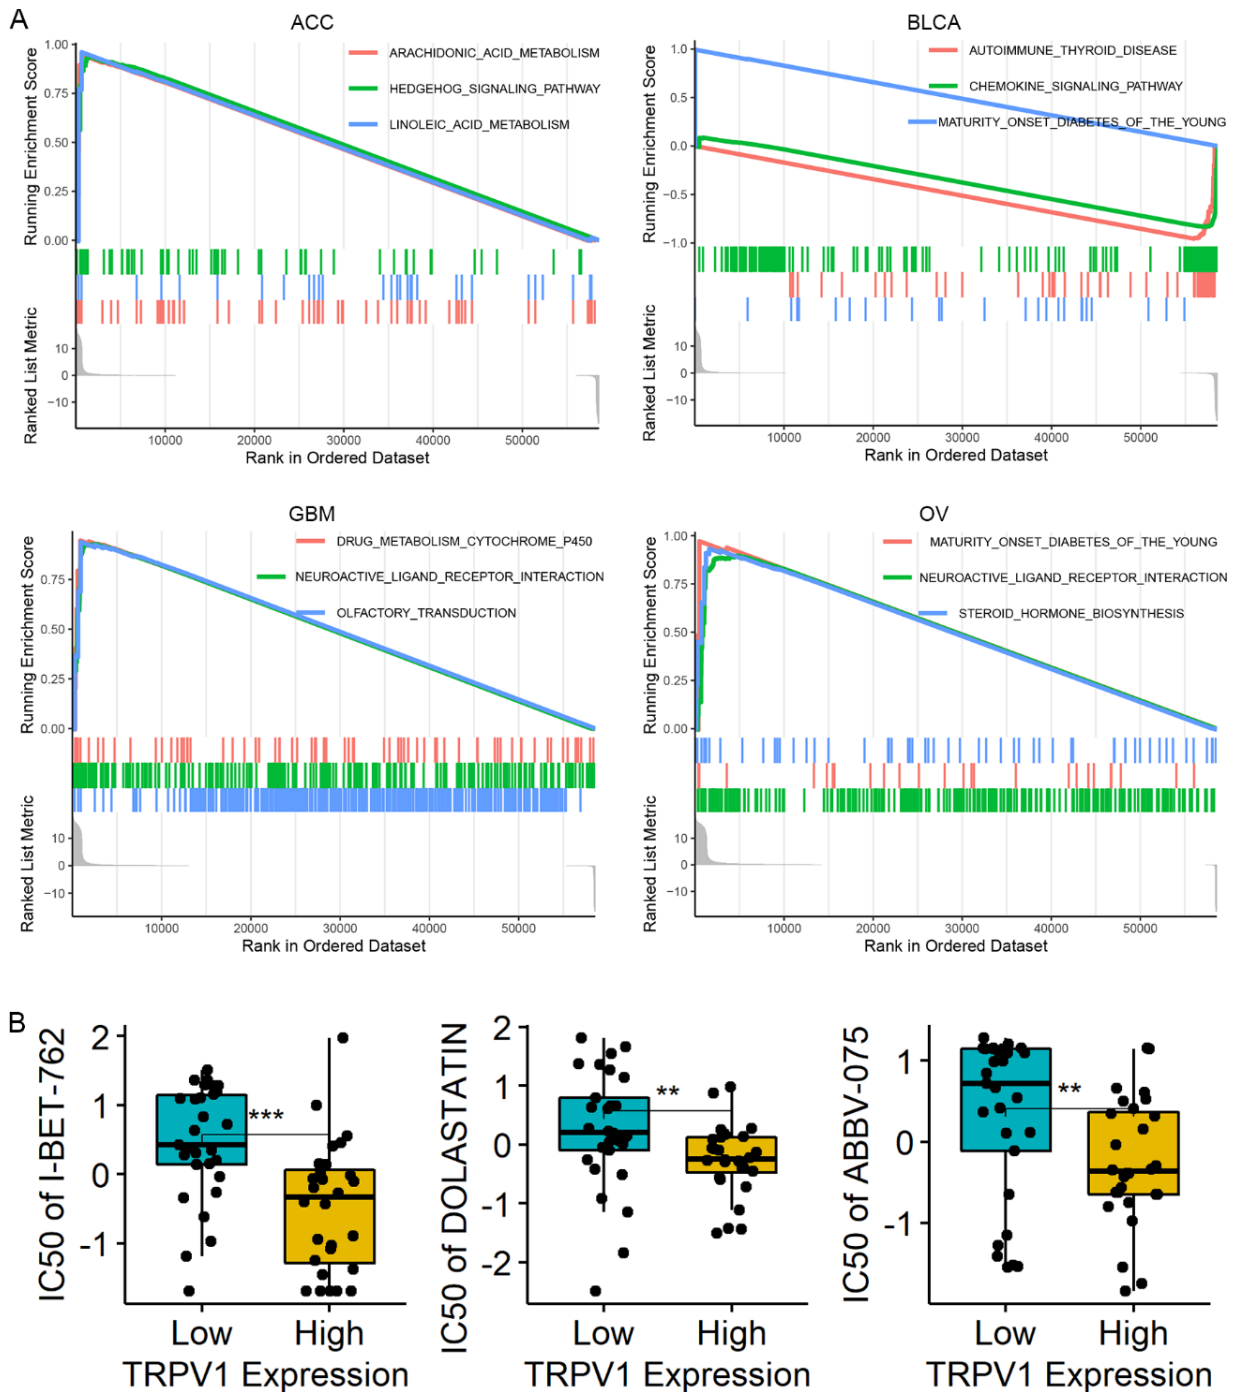 A
ACC
ARACHIDONIC_ACID_METABOLISM
HEDGEHOG_SIGNALING_PATHWAY
LINOLEIC_ACID_METABOLISM
Running Enrichment Score
1.00
0.75
0.50
0.25
0.00
Ranked List Metric
10
0
−10
10000 20000 30000 40000 50000
Rank in Ordered Dataset
BLCA
AUTOIMMUNE_THYROID_DISEASE
CHEMOKINE_SIGNALING_PATHWAY
MATURITY_ONSET_DIABETES_OF_THE_YOUNG
Running Enrichment Score
1.0
0.5
0.0
−0.5
−1.0
Ranked List Metric
10
0
−10
10000 20000 30000 40000 50000
Rank in Ordered Dataset
GBM
DRUG_METABOLISM_CYTOCHROME_P450
NEUROACTIVE_LIGAND_RECEPTOR_INTERACTION
OLFACTORY_TRANSDUCTION
Running Enrichment Score
0.75
0.50
0.25
0.00
Ranked List Metric
10
0
−10
10000 20000 30000 40000 50000
Rank in Ordered Dataset
OV
MATURITY_ONSET_DIABETES_OF_THE_YOUNG
NEUROACTIVE_LIGAND_RECEPTOR_INTERACTION
STEROID_HORMONE_BIOSYNTHESIS
Running Enrichment Score
1.00
0.75
0.50
0.25
0.00
Ranked List Metric
10
0
−10
10000 20000 30000 40000 50000
Rank in Ordered Dataset
B
IC50 of I-BET-762
2
1
0
-1
***
Low High
TRPV1 Expression
IC50 of DOLASTATIN
2
1
0
-1
-2
**
Low High
TRPV1 Expression
IC50 of ABBV-075
1
0
-1
**
Low High
TRPV1 Expression